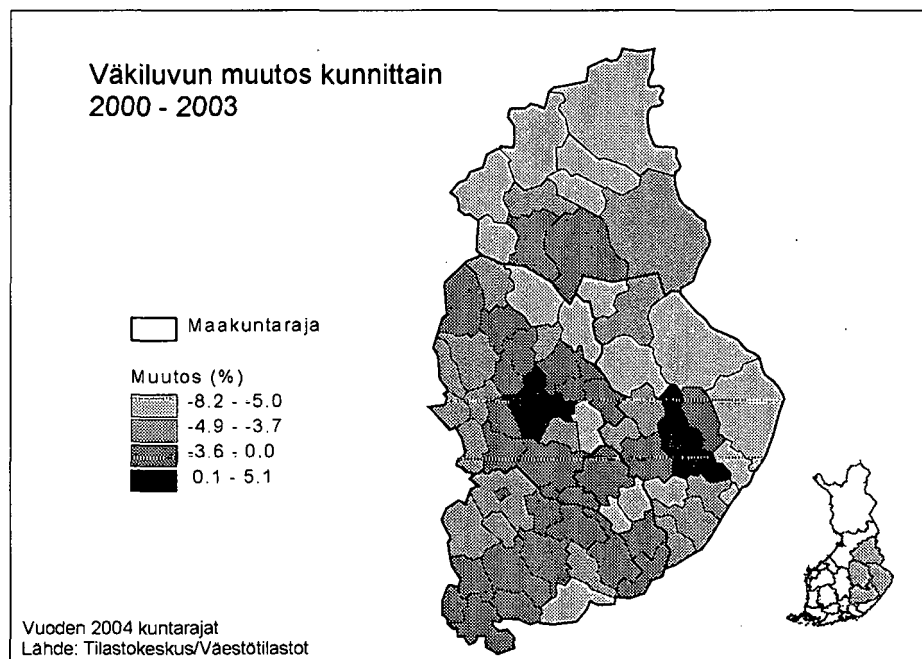 Väkiluvun muutos kunnittain
2000 - 2003
Maakuntaraja
Muutos (%)
-8.2 - -5.0
-4.9 - -3.7
-3.6 - 0.0
0.1 - 5.1
Vuoden 2004 kuntarajat
Lähde: Tilastokeskus/Väestötilastot